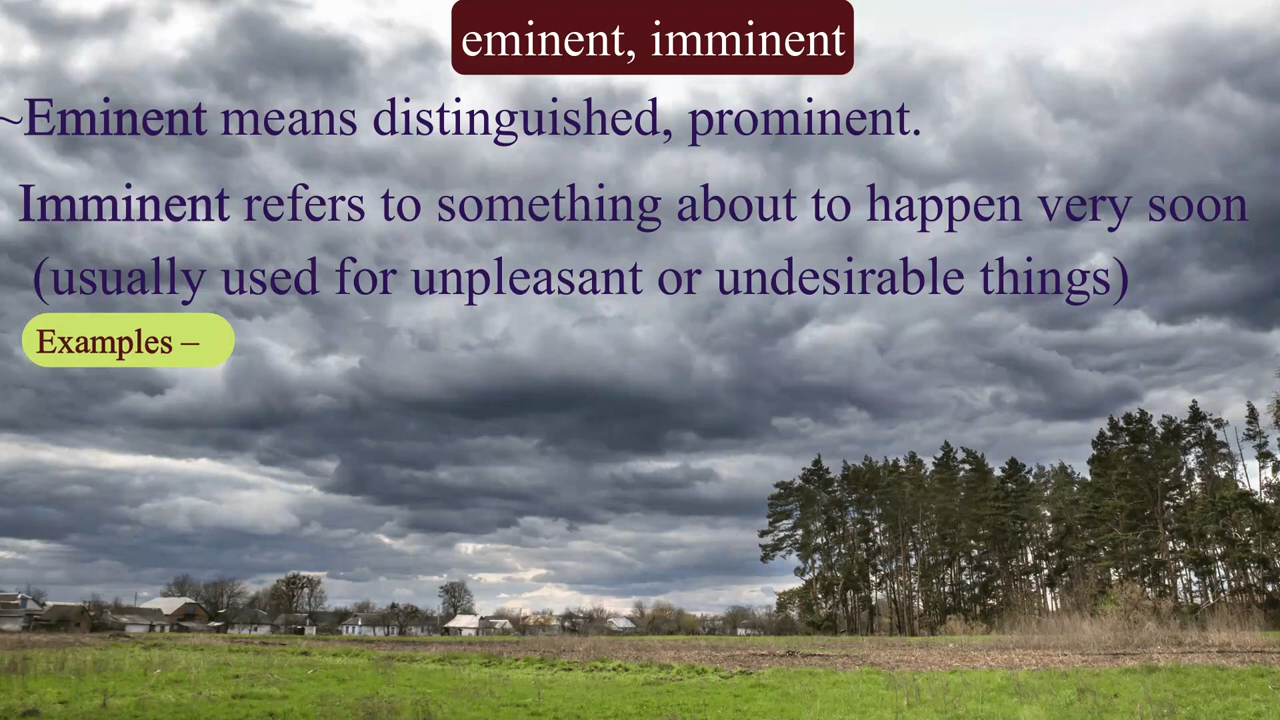 eminent, imminent
~Eminent means distinguished, prominent.
Imminent refers to something about to happen very soon
(usually used for unpleasant or undesirable things)
Examples –